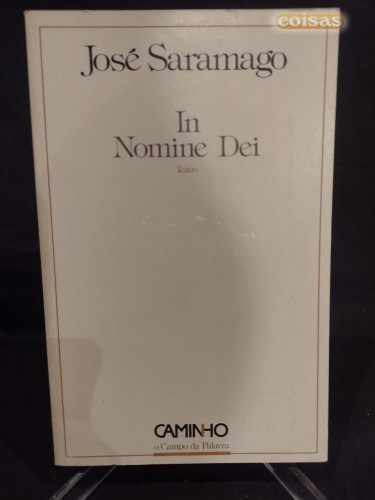 coisas
José Saramago
In
Nomine Dei
Teatro
CAMINHO
o Campo da Palavra